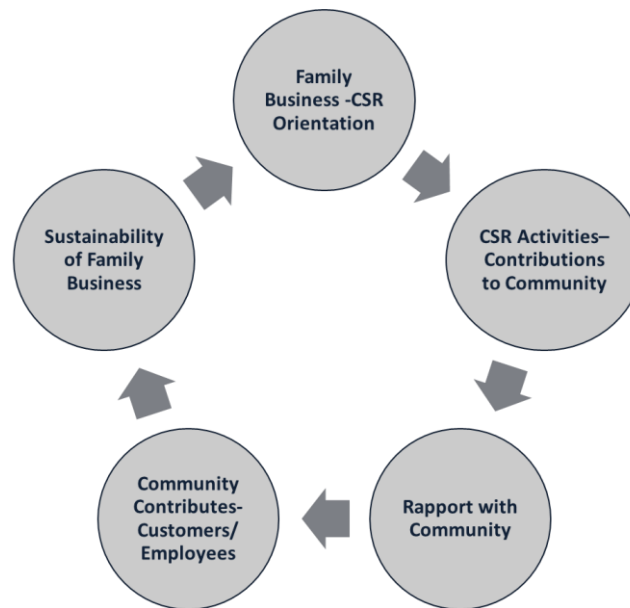 Family
Business -CSR
Orientation
CSR Activities–
Contributions
to Community
Rapport with
Community
Community
Contributes-
Customers/
Employees
Sustainability
of Family
Business